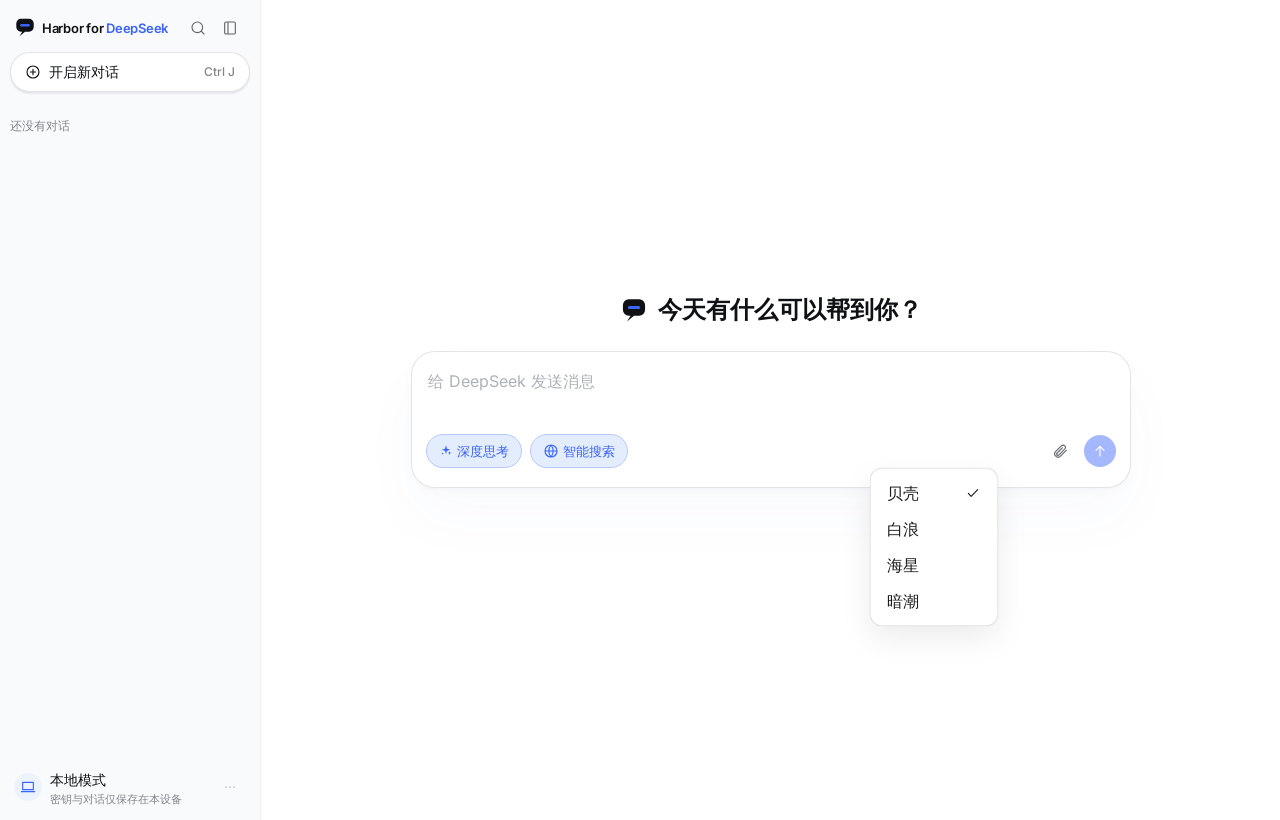 Harbor for DeepSeek
开启新对话 Ctrl J
还没有对话
今天有什么可以帮到你？
给 DeepSeek 发送消息
深度思考 智能搜索
贝壳
白浪
海星
暗潮
本地模式
密钥与对话仅保存在本设备